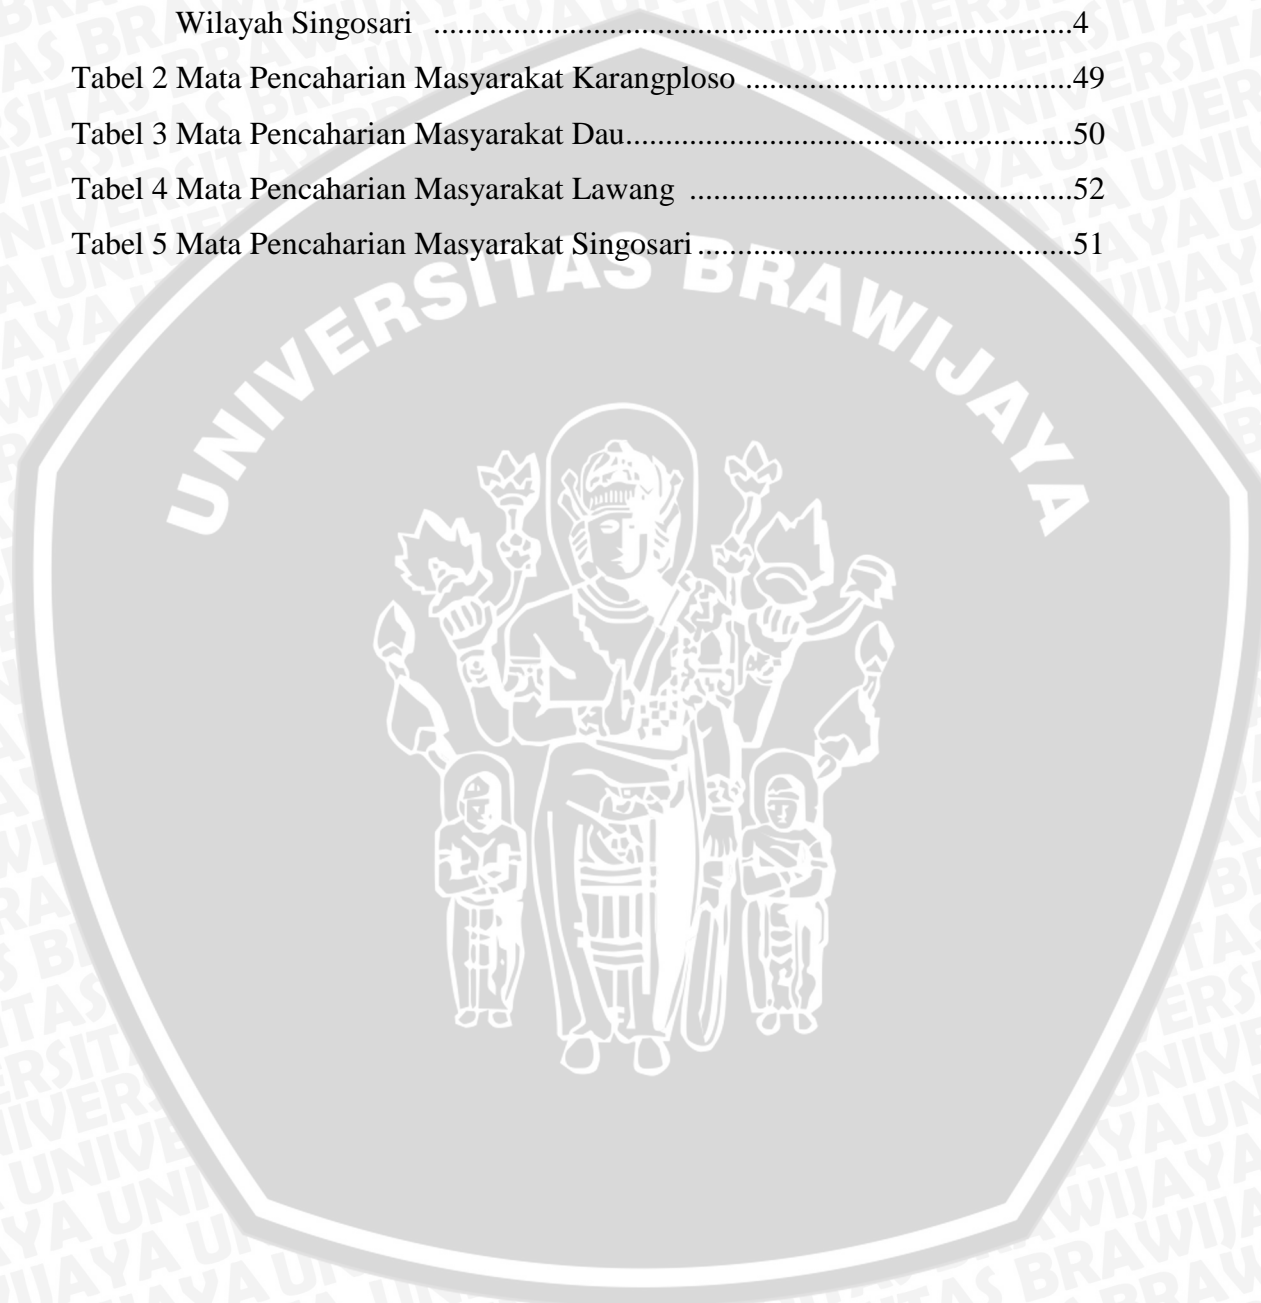 Wilayah Singosari ................................................................................4
Tabel 2 Mata Pencaharian Masyarakat Karangploso .........................................49
Tabel 3 Mata Pencaharian Masyarakat Dau........................................................50
Tabel 4 Mata Pencaharian Masyarakat Lawang ................................................52
Tabel 5 Mata Pencaharian Masyarakat Singosari...............................................51
UNIVERSITAS BRAWIJAYA